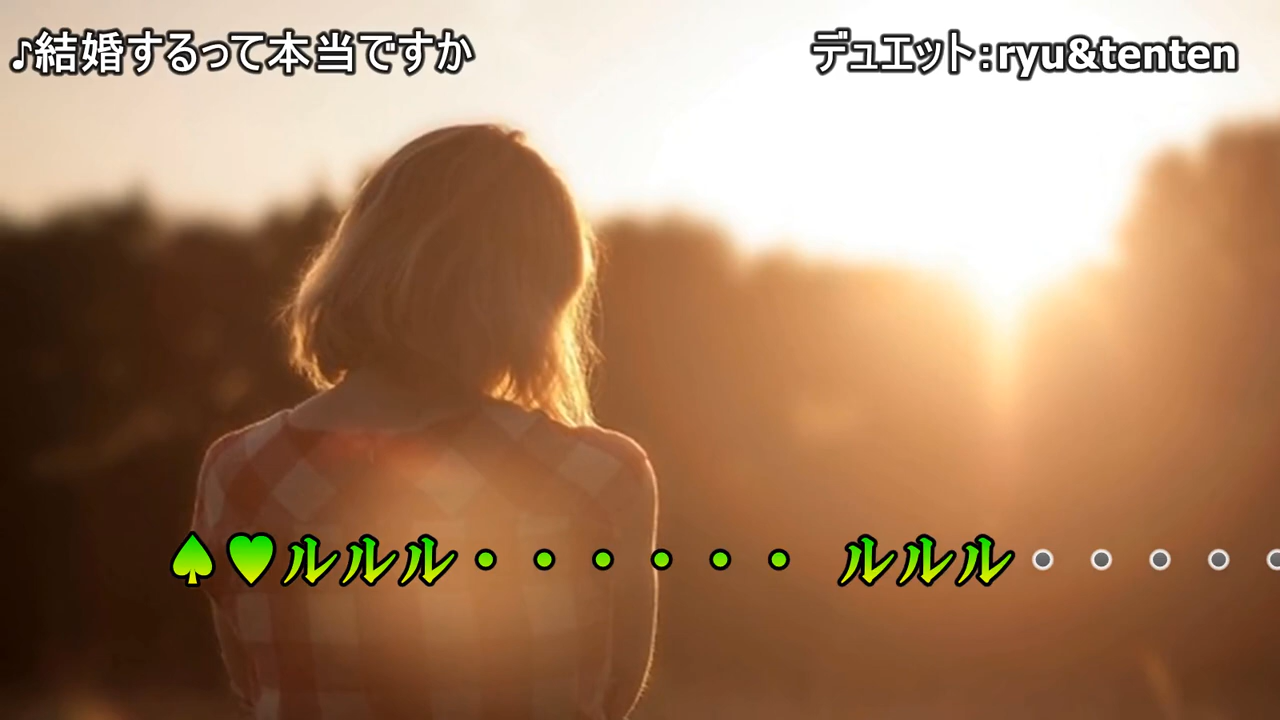 ♪結婚するって本当ですか
デュエット:ryu&tenten
♠♥ルルル・・・・・・ ルルル・・・・・